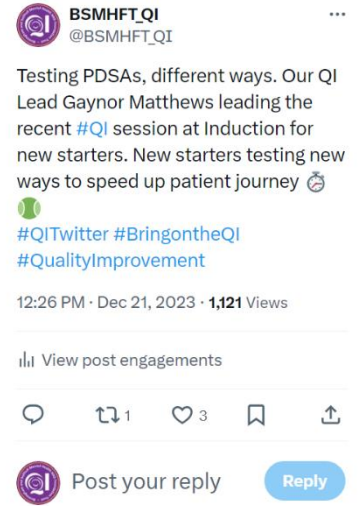 BSMHFT_QI
@BSMHFT_QI
Testing PDSAs, different ways. Our QI
Lead Gaynor Matthews leading the
recent #QI session at Induction for
new starters. New starters testing new
ways to speed up patient journey ⏱️
🎾
#QITwitter #BringontheQI
#QualityImprovement
12:26 PM · Dec 21, 2023 · 1,121 Views
View post engagements
1 3
Post your reply
Reply